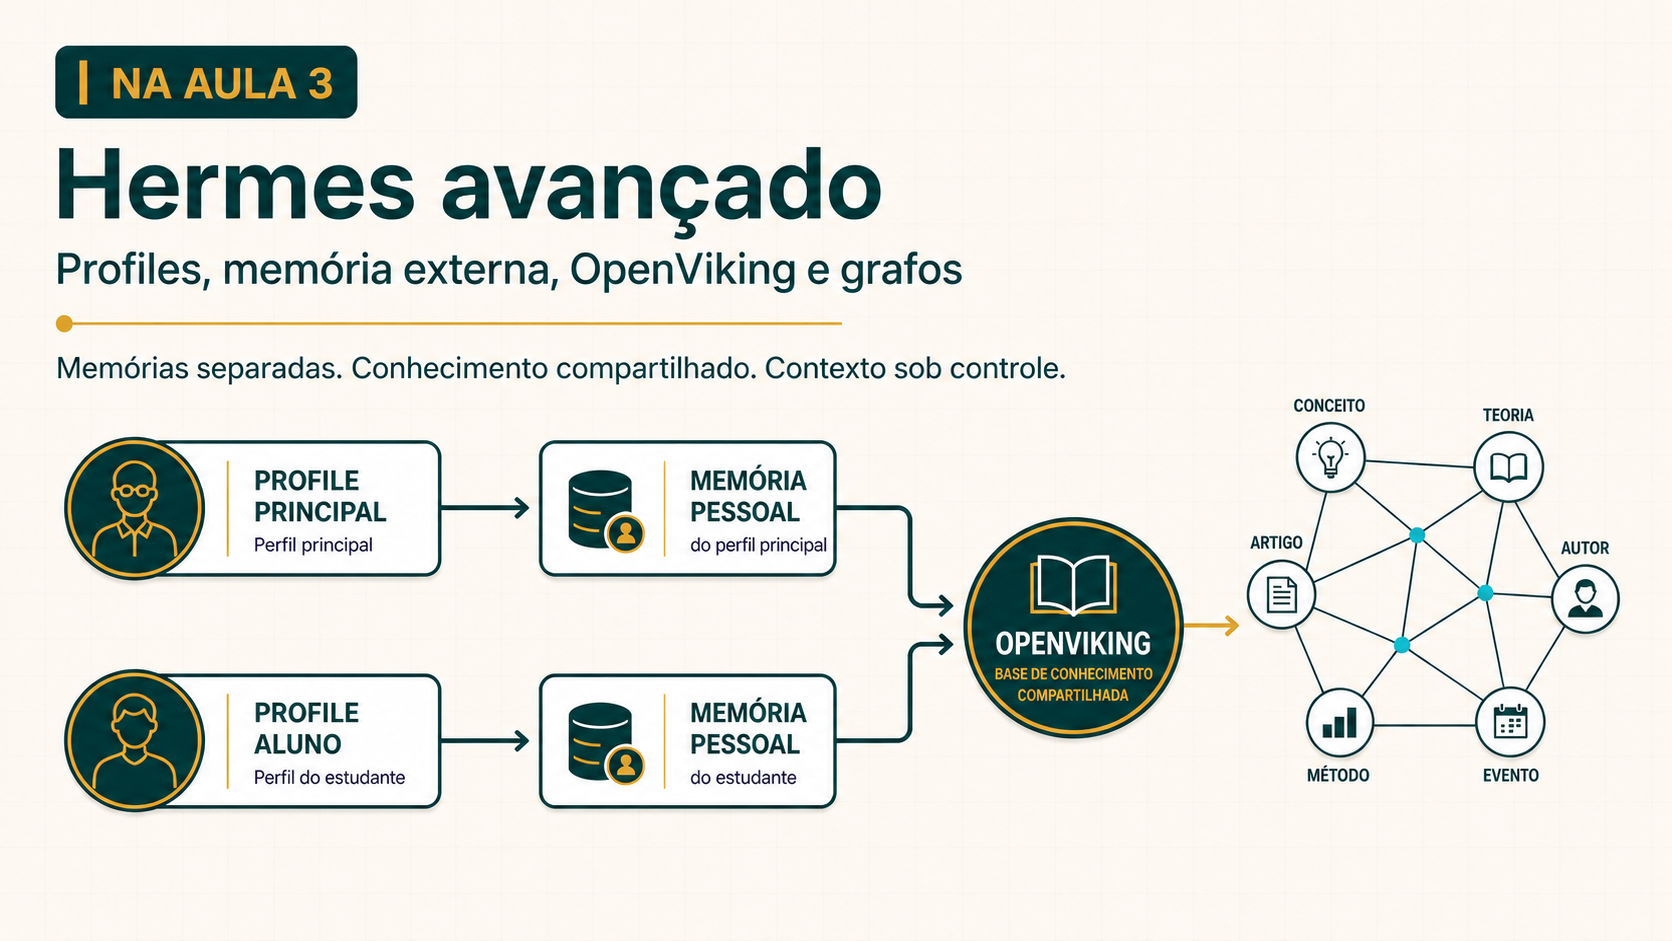 NA AULA 3
Hermes avançado
Profiles, memória externa, OpenViking e grafos
Memórias separadas. Conhecimento compartilhado. Contexto sob controle.
PROFILE
PRINCIPAL
Perfil principal
MEMÓRIA
PESSOAL
do perfil principal
PROFILE
ALUNO
Perfil do estudante
MEMÓRIA
PESSOAL
do estudante
OPENVIKING
BASE DE CONHECIMENTO
COMPARTILHADA
CONCEITO
TEORIA
ARTIGO
AUTOR
MÉTODO
EVENTO